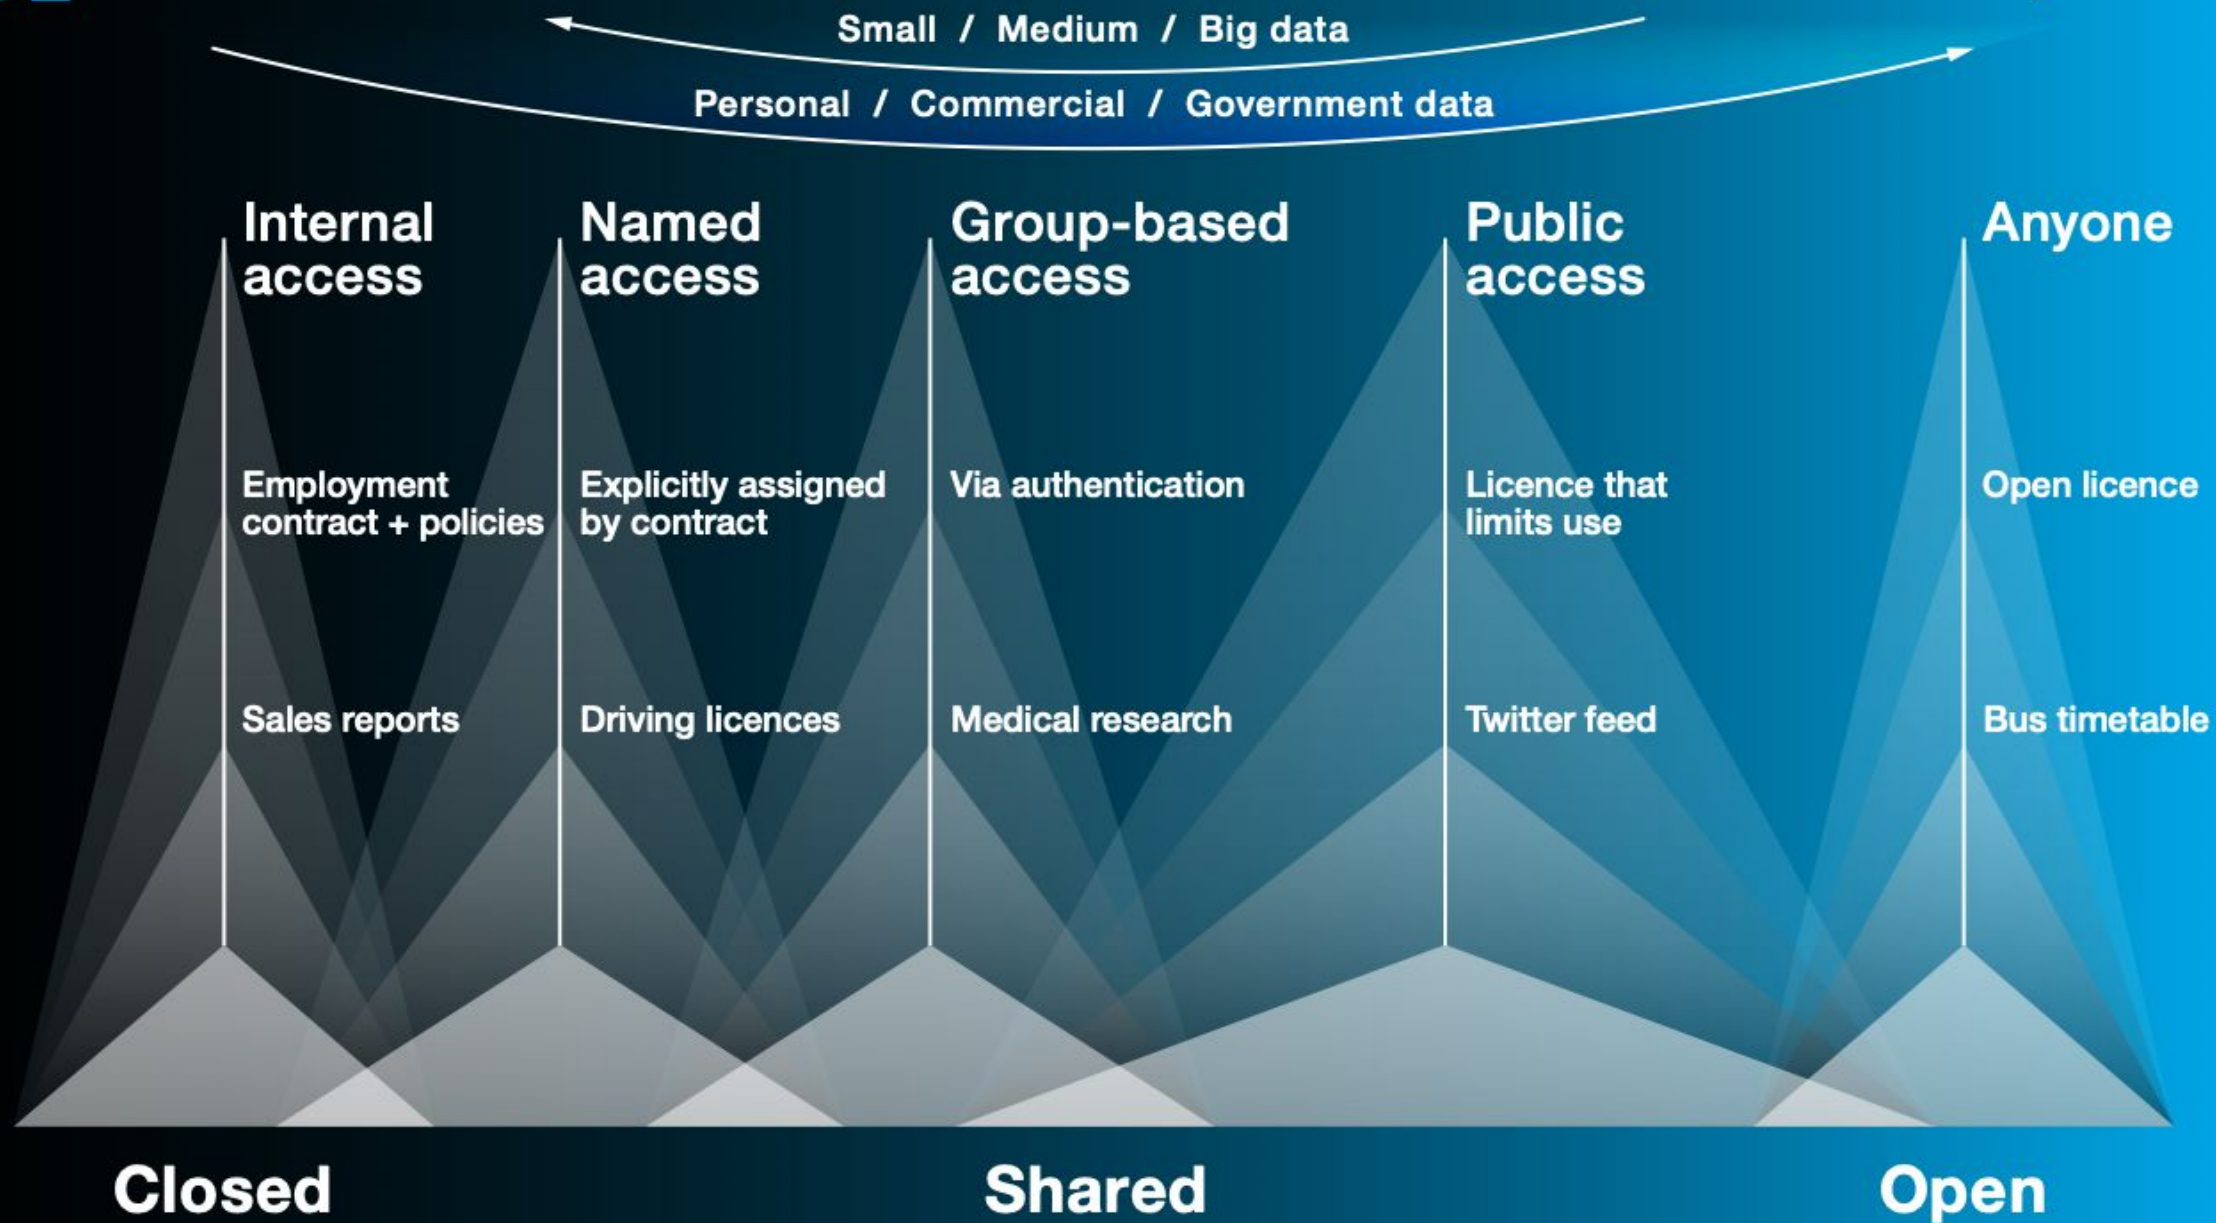 Small / Medium / Big data
Personal / Commercial / Government data
Internal
access
Named
access
Group-based
access
Public
access
Anyone
Employment
contract + policies
Explicitly assigned
by contract
Via authentication
Licence that
limits use
Open licence
Sales reports
Driving licences
Medical research
Twitter feed
Bus timetable
Closed
Shared
Open